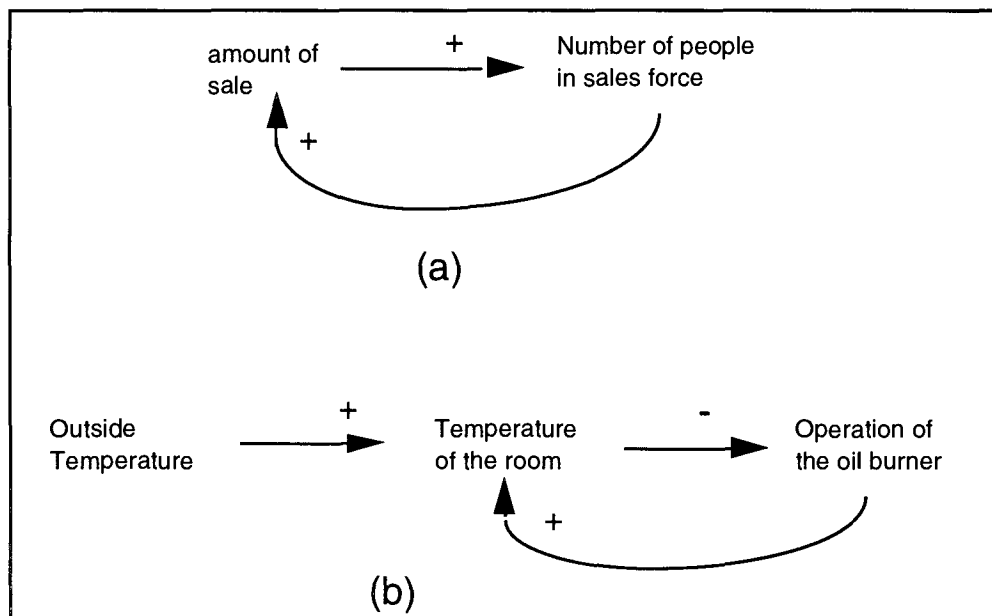 amount of
sale
+
Number of people
in sales force
+
(a)
Outside
Temperature
+
Temperature
of the room
-
Operation of
the oil burner
+
(b)